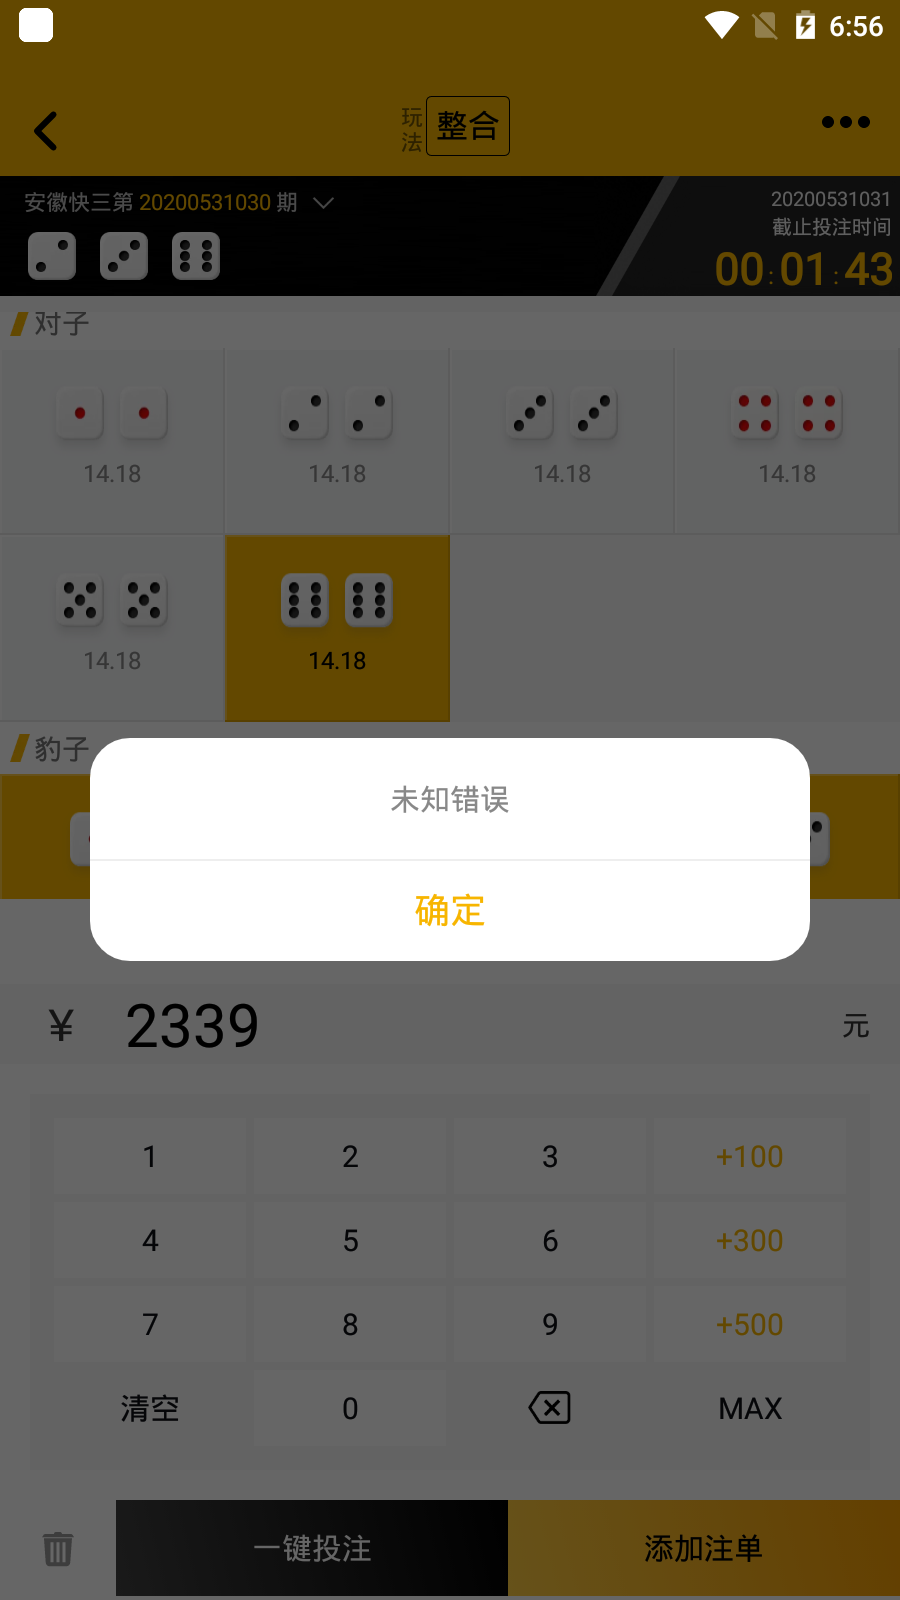 6:56
玩法
整合
安徽快三第 20200531030 期
20200531031
截止投注时间
00:01:43
对子
14.18 14.18 14.18 14.18
14.18 14.18
豹子
未知错误
确定
¥ 2339 元
1 2 3 +100
4 5 6 +300
7 8 9 +500
清空 0 MAX
一键投注 添加注单